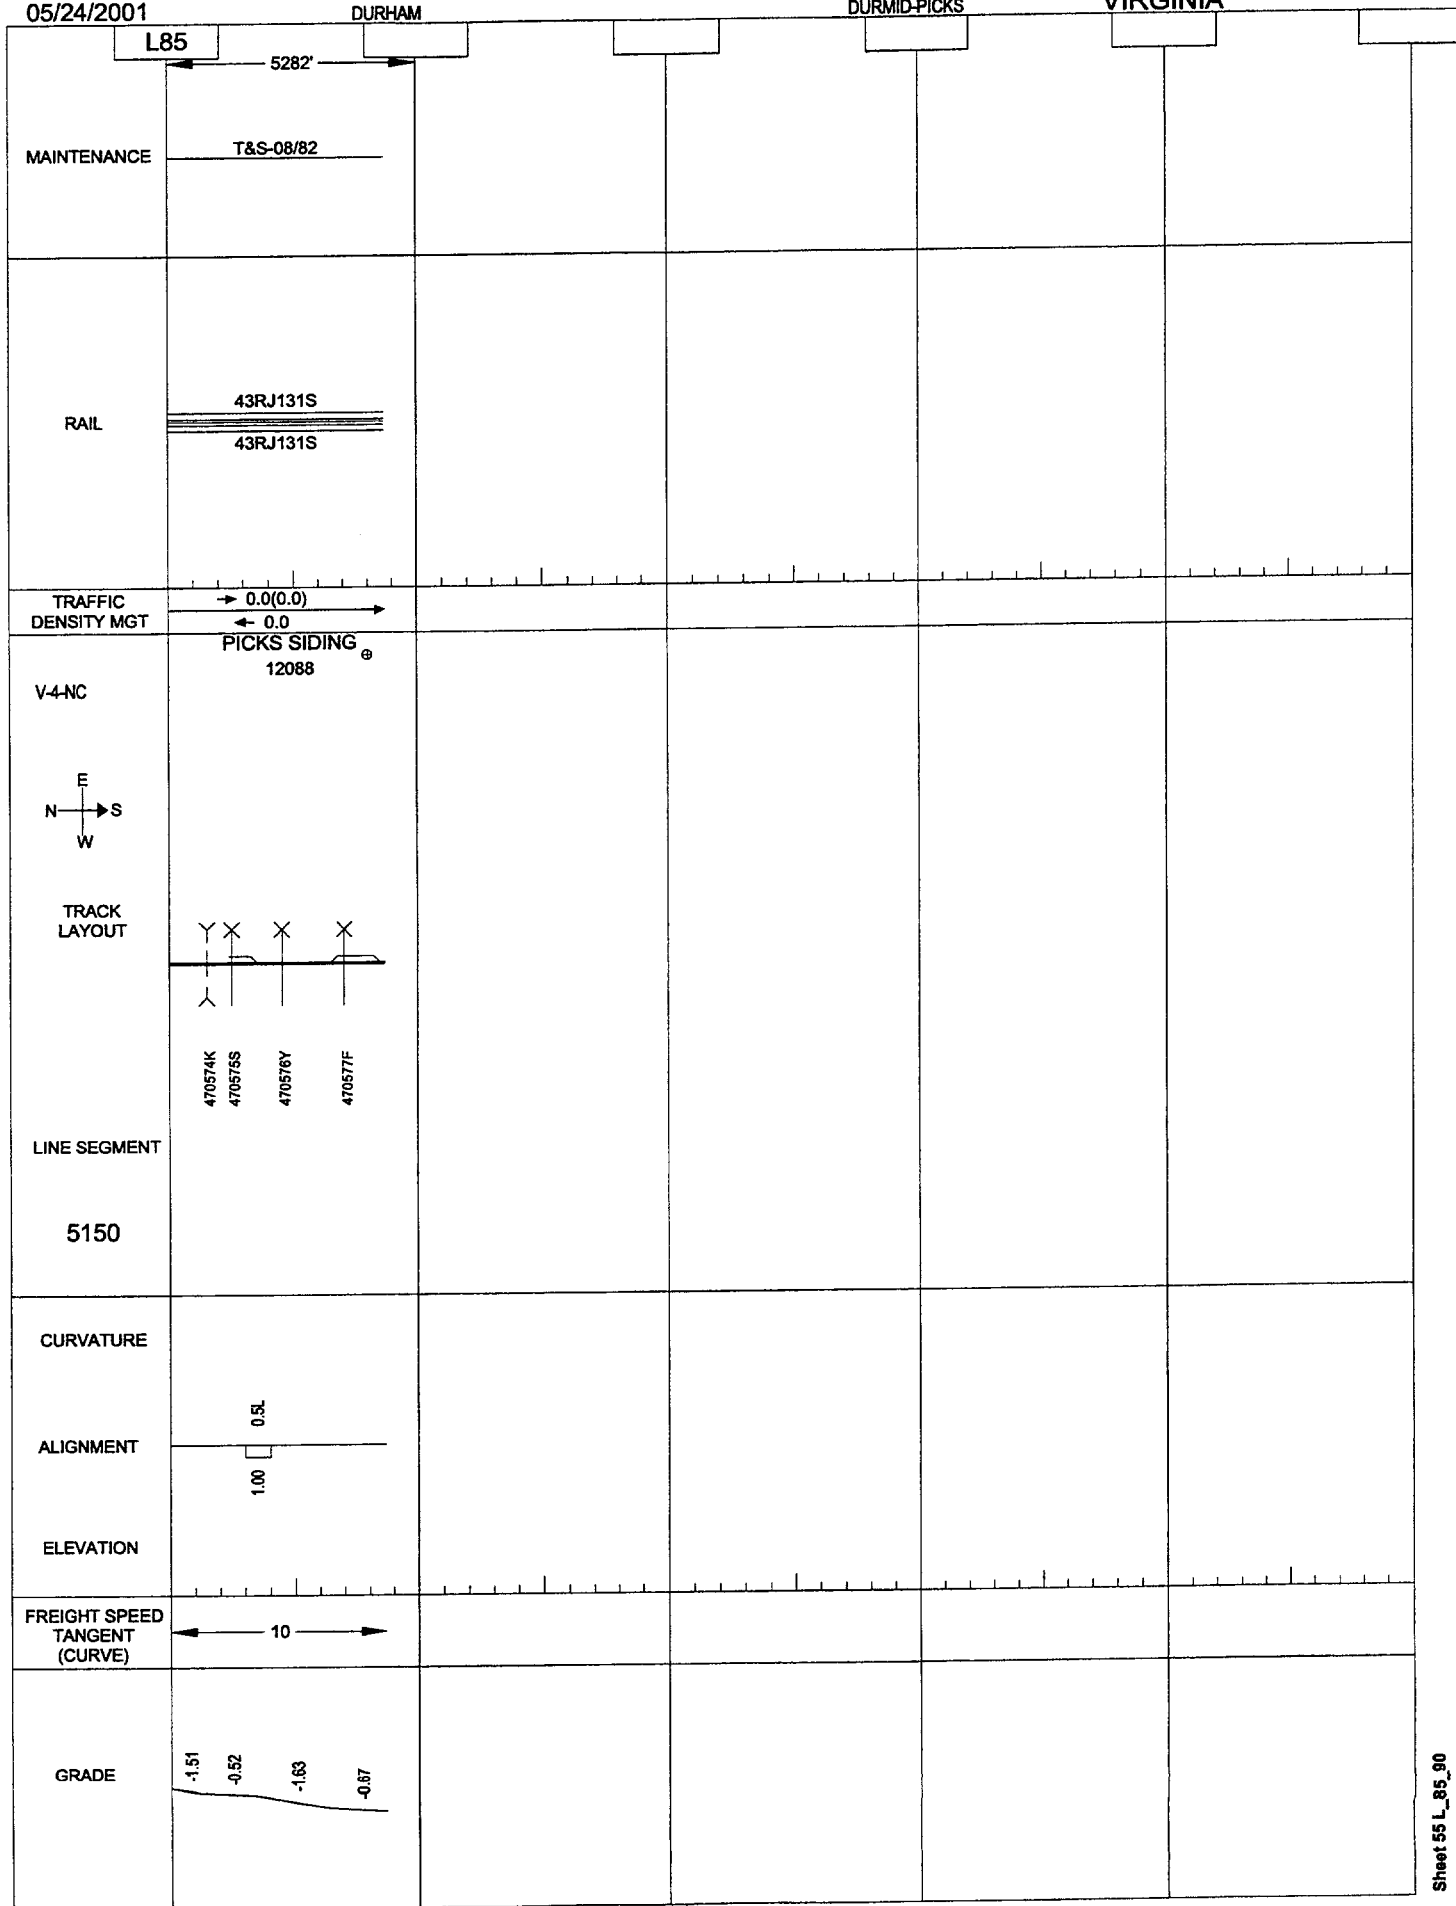 05/24/2001 DURHAM DURMID-PICKS VIRGINIA
L85
5282'
MAINTENANCE T&S-08/82
43RJ131S
RAIL
43RJ131S
TRAFFIC DENSITY MGT
→ 0.0(0.0)
← 0.0
PICKS SIDING ⊕
12088
V-4-NC
E
N S
W
TRACK
LAYOUT
470574K
470575S
470576Y
470577F
LINE SEGMENT
5150
CURVATURE
0.5L
ALIGNMENT
1.00
ELEVATION
FREIGHT SPEED
TANGENT
(CURVE)
10
GRADE
-1.51
-0.52
-1.63
-0.67
Sheet 55 L_85_90